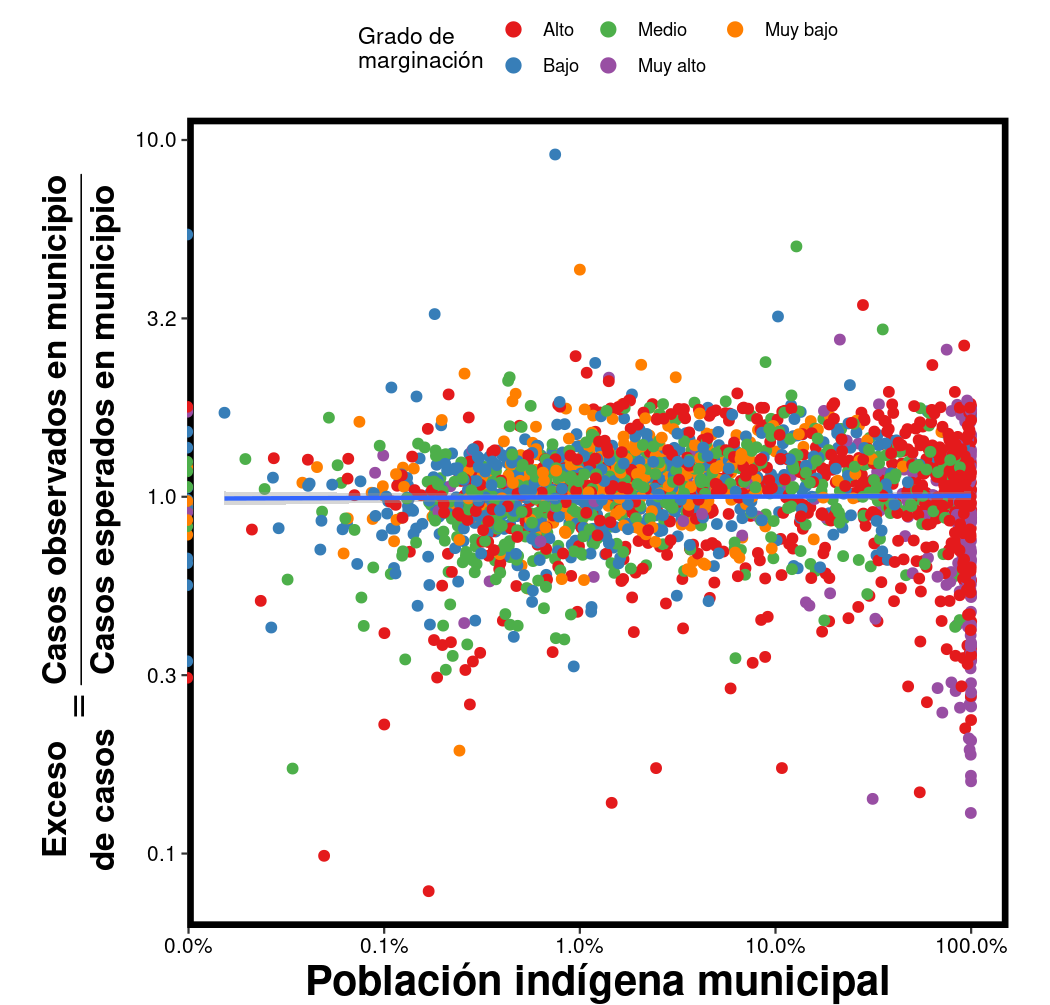 Grado de
marginación
Alto
Medio
Muy bajo
Bajo
Muy alto
Exceso
de casos
=
Casos observados en municipio
Casos esperados en municipio
10.0
3.2
1.0
0.3
0.1
0.0%
0.1%
1.0%
10.0%
100.0%
Población indígena municipal